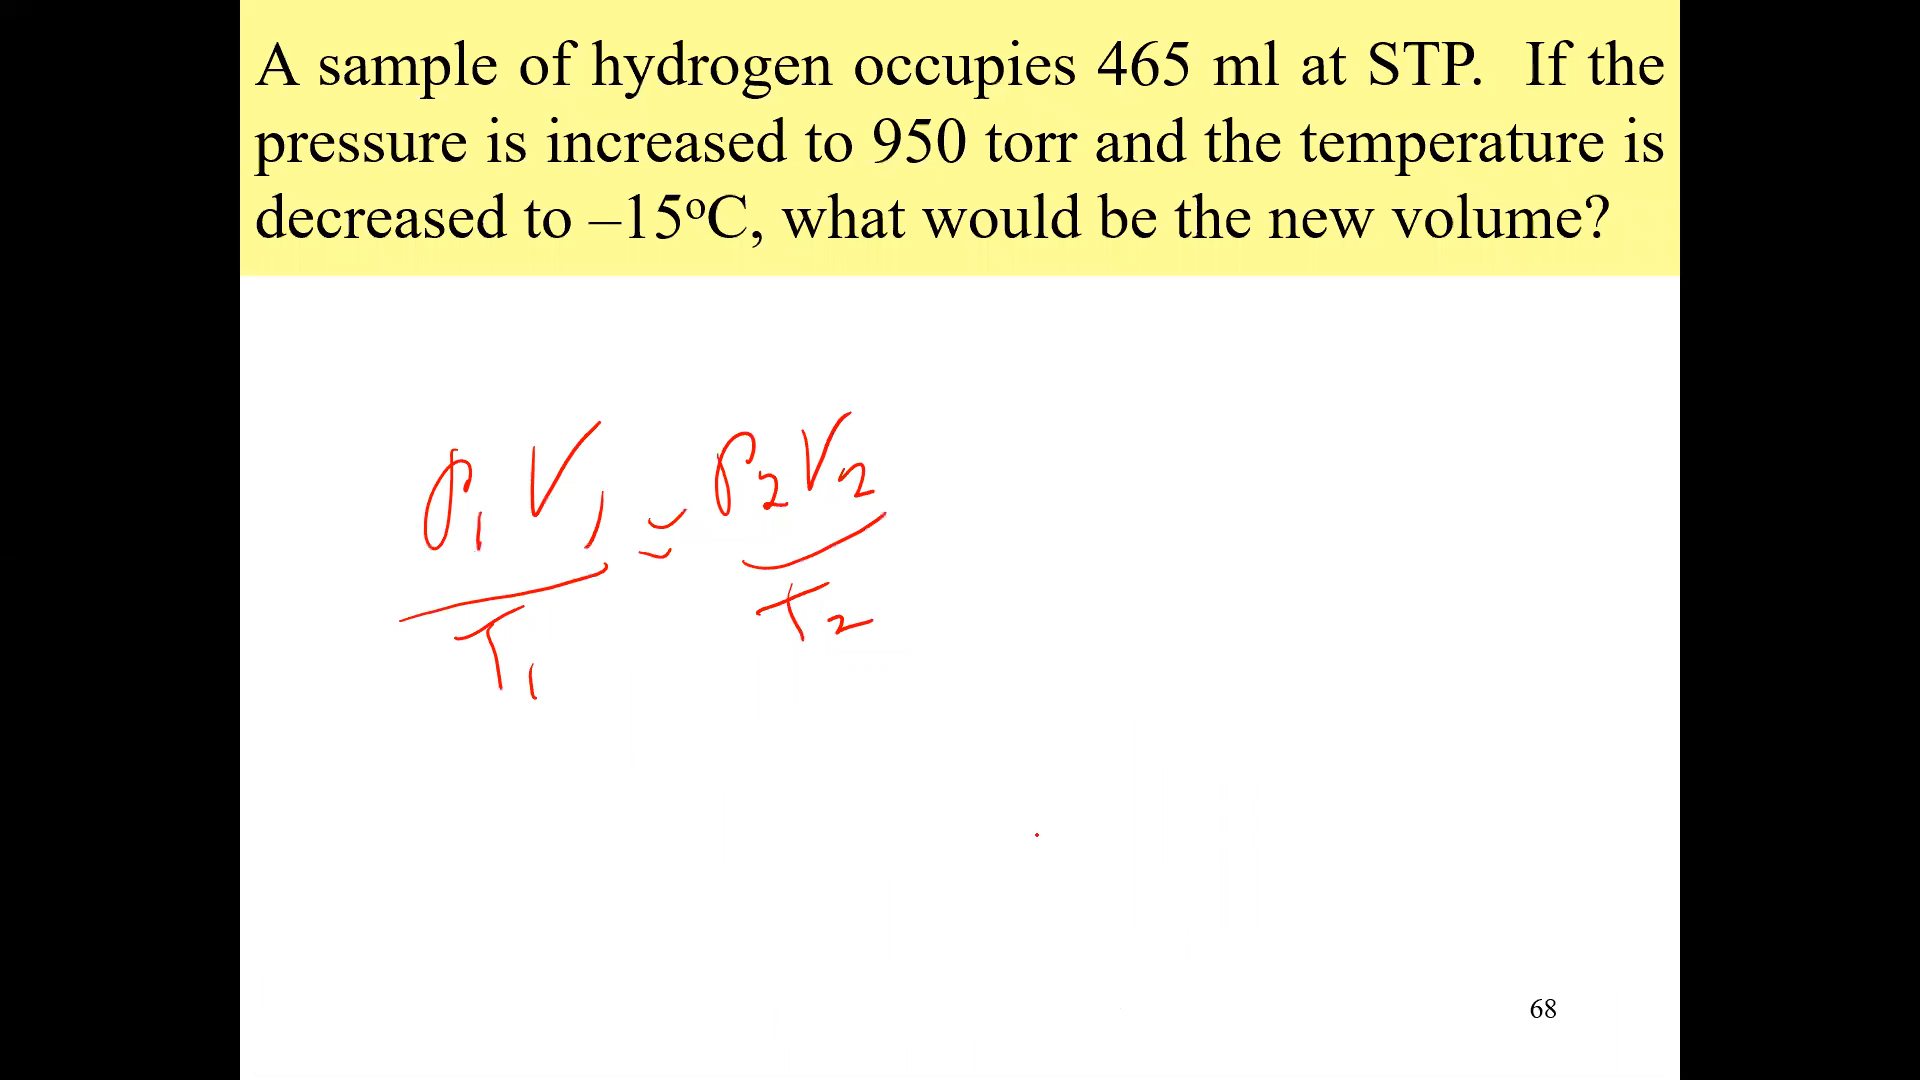 A sample of hydrogen occupies 465 ml at STP. If the
pressure is increased to 950 torr and the temperature is
decreased to –15ᵒC, what would be the new volume?
P₁ V₁ = P₂ V₂
T₁ T₂
68